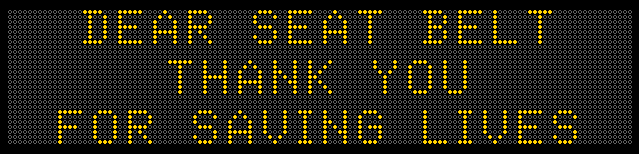 DEAR SEAT BELT
THANK YOU
FOR SAVING LIVES